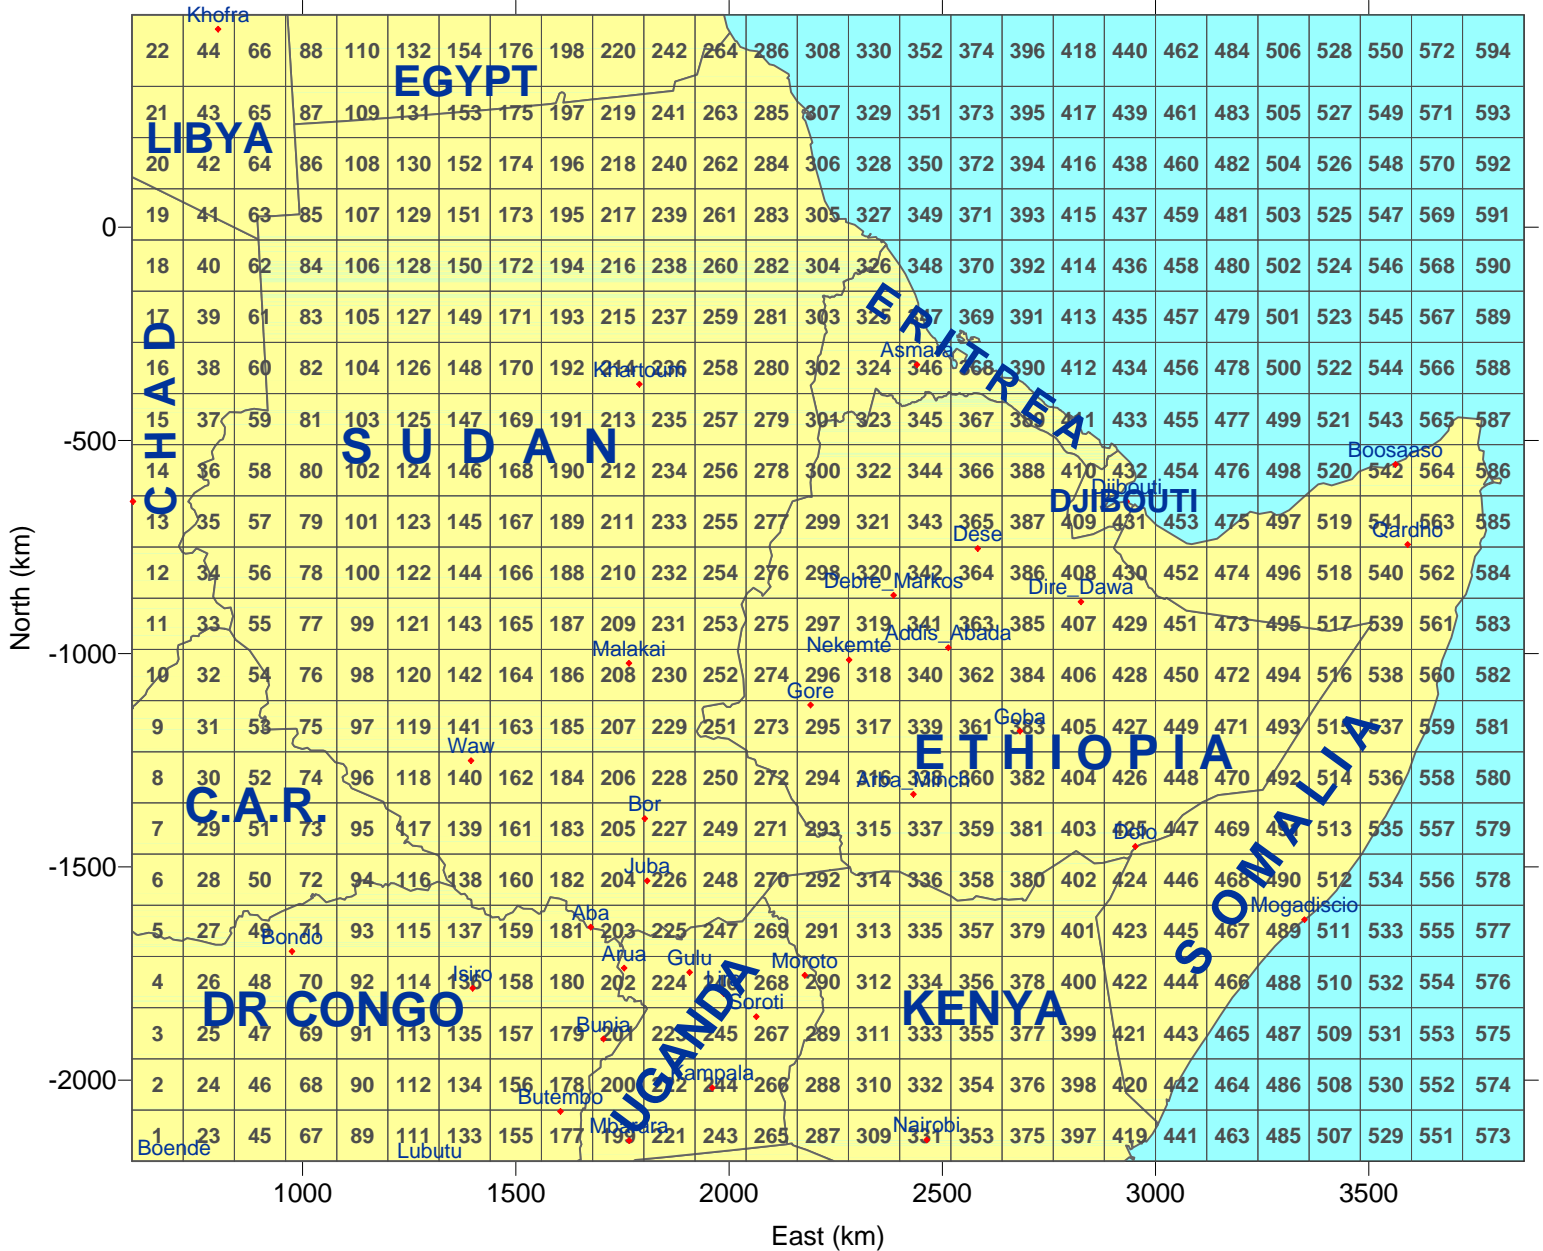 Khofra
22 44 66 88 110 132 154 176 198 220 242 264 286 308 330 352 374 396 418 440 462 484 506 528 550 572 594
EGYPT
21 43 65 87 109 131 153 175 197 219 241 263 285 307 329 351 373 395 417 439 461 483 505 527 549 571 593
LIBYA
20 42 64 86 108 130 152 174 196 218 240 262 284 306 328 350 372 394 416 438 460 482 504 526 548 570 592
19 41 63 85 107 129 151 173 195 217 239 261 283 305 327 349 371 393 415 437 459 481 503 525 547 569 591
0
18 40 62 84 106 128 150 172 194 216 238 260 282 304 326 348 370 392 414 436 458 480 502 524 546 568 590
ERITREA
17 39 61 83 105 127 149 171 193 215 237 259 281 303 325 347 369 391 413 435 457 479 501 523 545 567 589
CHAD
Asmara
16 38 60 82 104 126 148 170 192 214 236 258 280 302 324 346 368 390 412 434 456 478 500 522 544 566 588
Khartoum
15 37 59 81 103 125 147 169 191 213 235 257 279 301 323 345 367 389 411 433 455 477 499 521 543 565 587
-500
SUDAN
Boosaaso
14 36 58 80 102 124 146 168 190 212 234 256 278 300 322 344 366 388 410 432 454 476 498 520 542 564 586
Djibouti
DJIBOUTI
13 35 57 79 101 123 145 167 189 211 233 255 277 299 321 343 365 387 409 431 453 475 497 519 541 563 585
Dese
Qardho
12 34 56 78 100 122 144 166 188 210 232 254 276 298 320 342 364 386 408 430 452 474 496 518 540 562 584
Debre_Markos
Dire_Dawa
11 33 55 77 99 121 143 165 187 209 231 253 275 297 319 341 363 385 407 429 451 473 495 517 539 561 583
Addis_Abada
Nekemte
Malakai
-1000
10 32 54 76 98 120 142 164 186 208 230 252 274 296 318 340 362 384 406 428 450 472 494 516 538 560 582
Gore
Goba
9 31 53 75 97 119 141 163 185 207 229 251 273 295 317 339 361 383 405 427 449 471 493 515 537 559 581
Waw
ETHIOPIA
8 30 52 74 96 118 140 162 184 206 228 250 272 294 316 338 360 382 404 426 448 470 492 514 536 558 580
Arba_Minch
C.A.R.
Bor
7 29 51 73 95 117 139 161 183 205 227 249 271 293 315 337 359 381 403 425 447 469 491 513 535 557 579
Dolo
SOMALIA
-1500
Juba
6 28 50 72 94 116 138 160 182 204 226 248 270 292 314 336 358 380 402 424 446 468 490 512 534 556 578
Mogadiscio
Aba
5 27 49 71 93 115 137 159 181 203 225 247 269 291 313 335 357 379 401 423 445 467 489 511 533 555 577
Bondo
Arua
Gulu
Moroto
Isiro
4 26 48 70 92 114 136 158 180 202 224 246 268 290 312 334 356 378 400 422 444 466 488 510 532 554 576
Soroti
DR CONGO
KENYA
Bunia
3 25 47 69 91 113 135 157 179 201 223 245 267 289 311 333 355 377 399 421 443 465 487 509 531 553 575
UGANDA
Kampala
-2000
2 24 46 68 90 112 134 156 178 200 222 244 266 288 310 332 354 376 398 420 442 464 486 508 530 552 574
Butembo
Mbarara
Nairobi
1 23 45 67 89 111 133 155 177 199 221 243 265 287 309 331 353 375 397 419 441 463 485 507 529 551 573
Boende
Lubutu
1000 1500 2000 2500 3000 3500
East (km)
North (km)